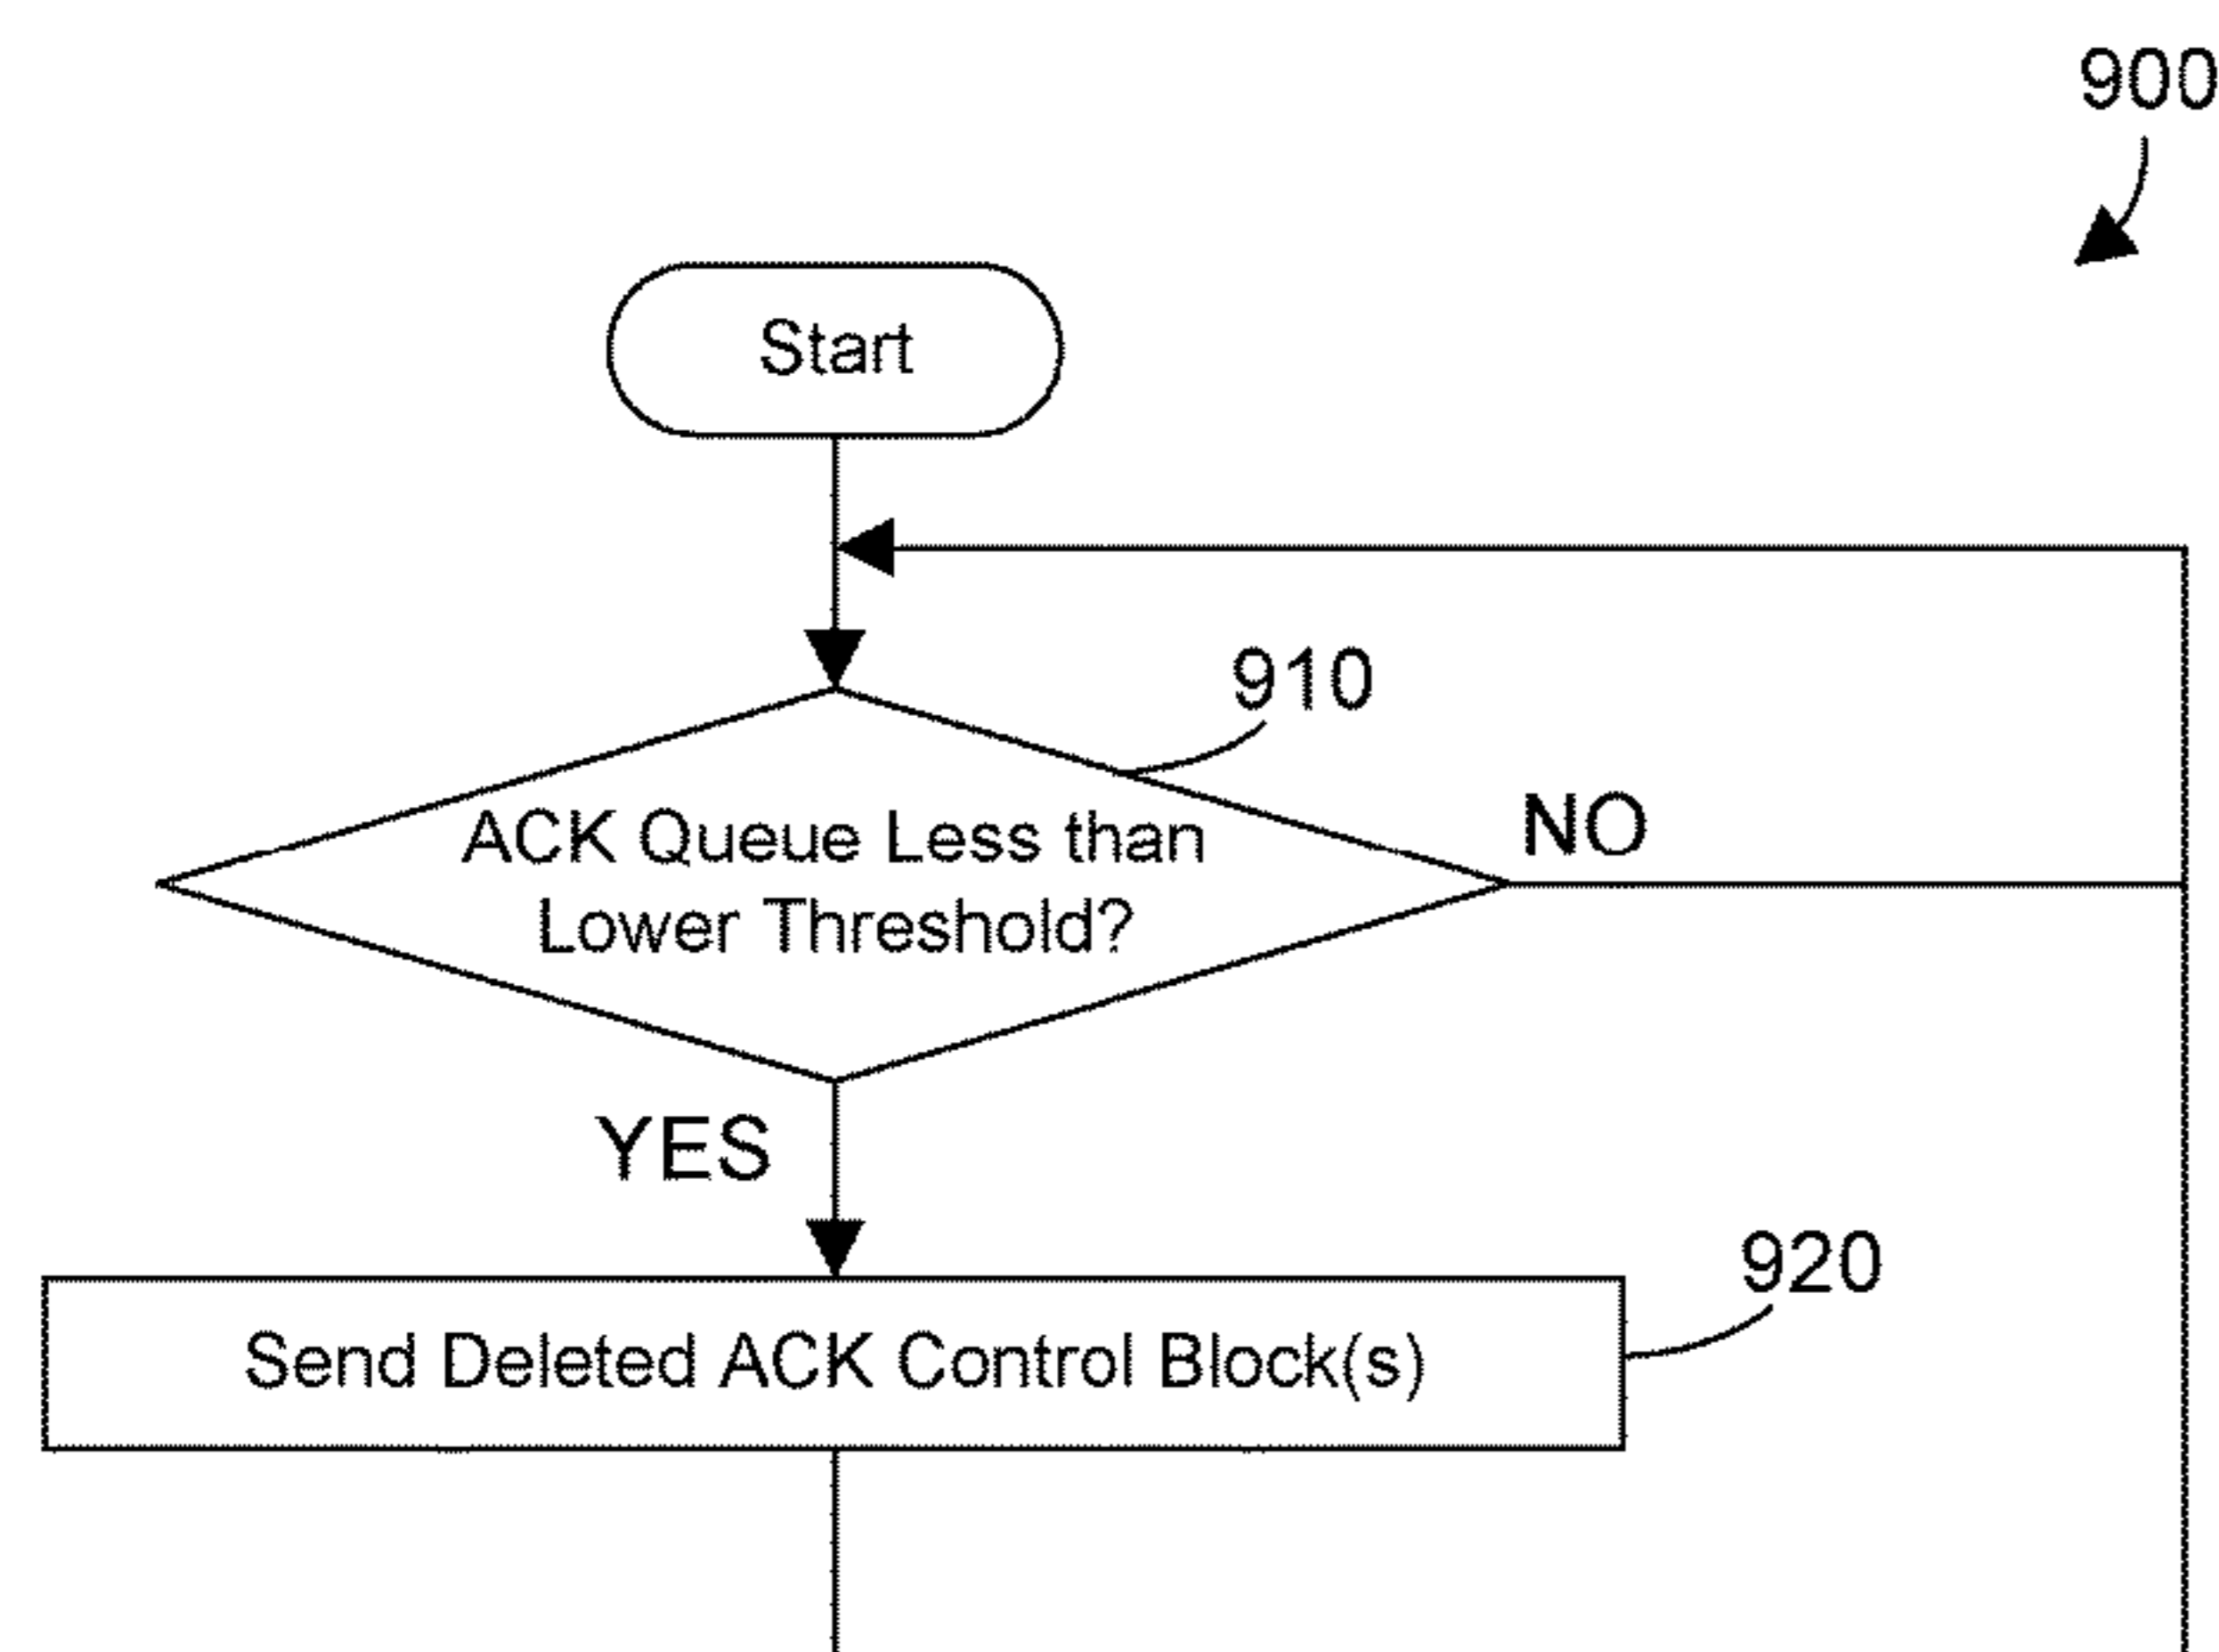 900
Start
910
ACK Queue Less than
Lower Threshold?
NO
YES
920
Send Deleted ACK Control Block(s)